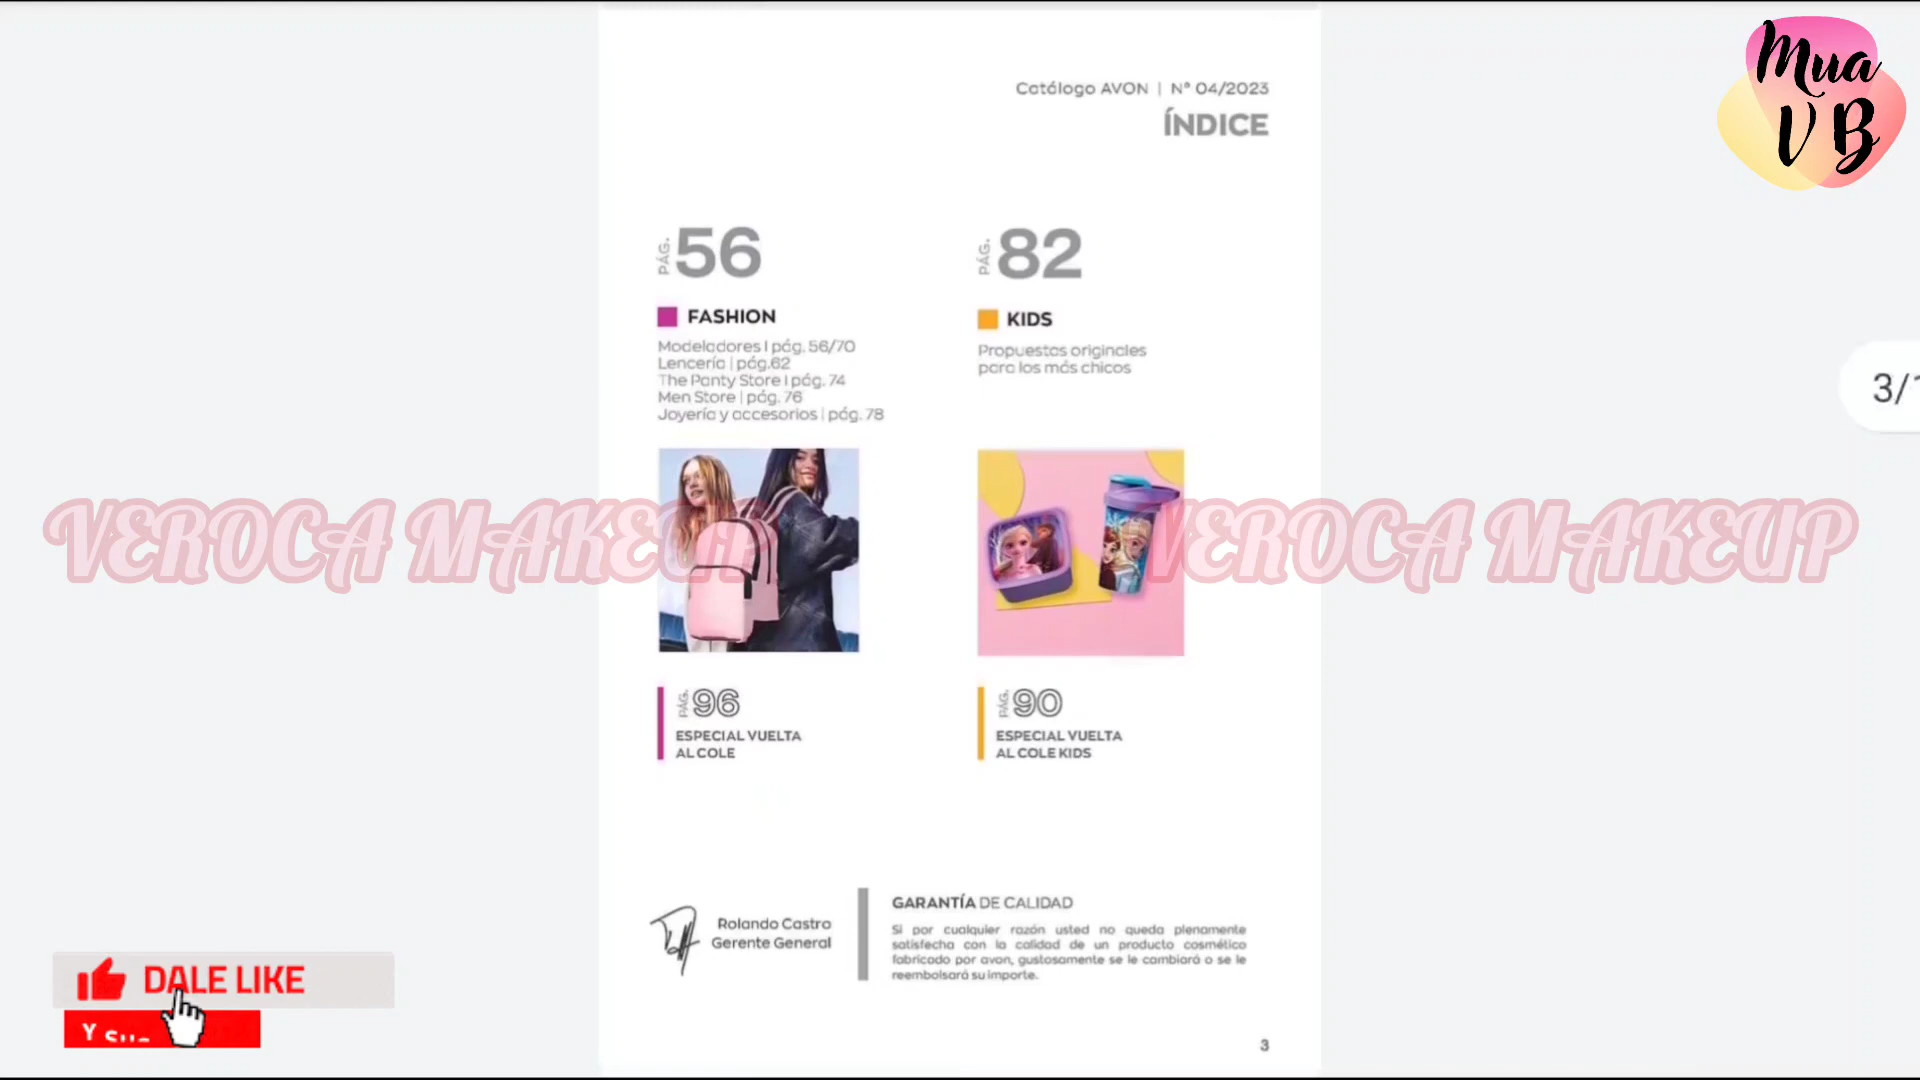 Catálogo AVON | N° 04/2023
ÍNDICE
Mua
V B
PÁG. 56
FASHION
Modeladores | pág. 56/70
Lencería | pág.62
The Panty Store | pág. 74
Men Store | pág. 76
Joyería y accesorios | pág. 78
PÁG. 82
KIDS
Propuestas originales
para los más chicos
3/1
VEROCA MAKEUP
VEROCA MAKEUP
PÁG. 96
ESPECIAL VUELTA
AL COLE
PÁG. 90
ESPECIAL VUELTA
AL COLE KIDS
Rolando Castro
Gerente General
GARANTÍA DE CALIDAD
Si por cualquier razón usted no queda plenamente
satisfecha con la calidad de un producto cosmético
fabricado por avon, gustosamente se le cambiará o se le
reembolsará su importe.
DALE LIKE
Y
3